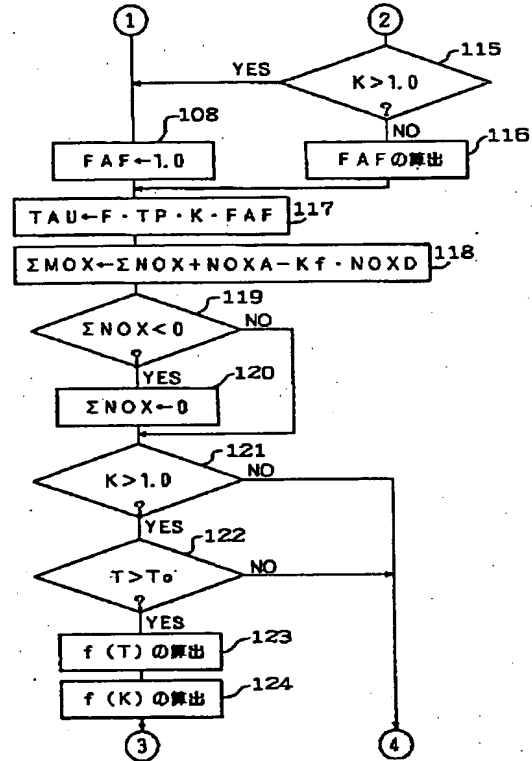 1
2
115
YES
K>1.0
?
108
NO
116
FAF←1.0
FAFの算出
TAU←F·TP·K·FAF
117
ΣMOX←ΣNOX+NOXA−Kf·NOXD
118
119
ΣNOX<0
NO
?
YES
120
ΣNOX←0
121
K>1.0
NO
?
YES
122
T>To
NO
?
YES
123
f(T)の算出
124
f(K)の算出
3
4